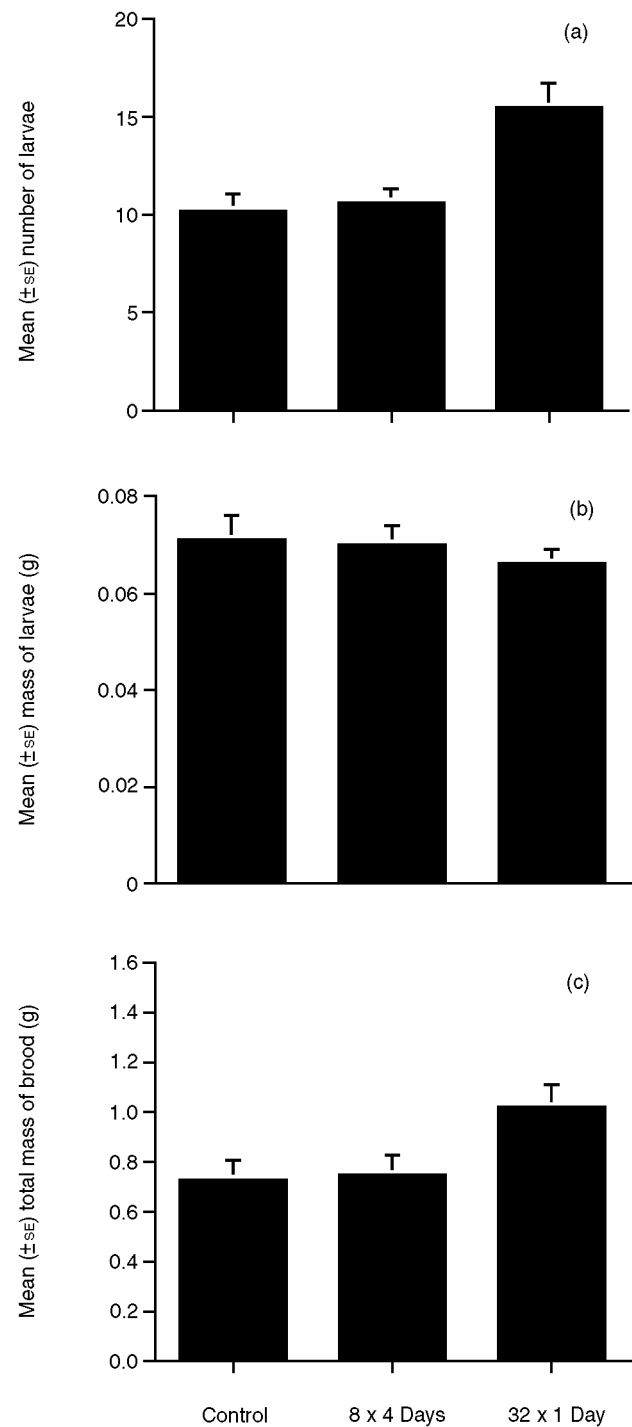 (a)
Mean (±SE) number of larvae
20
15
10
5
0
(b)
Mean (±SE) mass of larvae (g)
0.08
0.06
0.04
0.02
0
(c)
Mean (±SE) total mass of brood (g)
1.6
1.4
1.2
1.0
0.8
0.6
0.4
0.2
0.0
Control 8 x 4 Days 32 x 1 Day